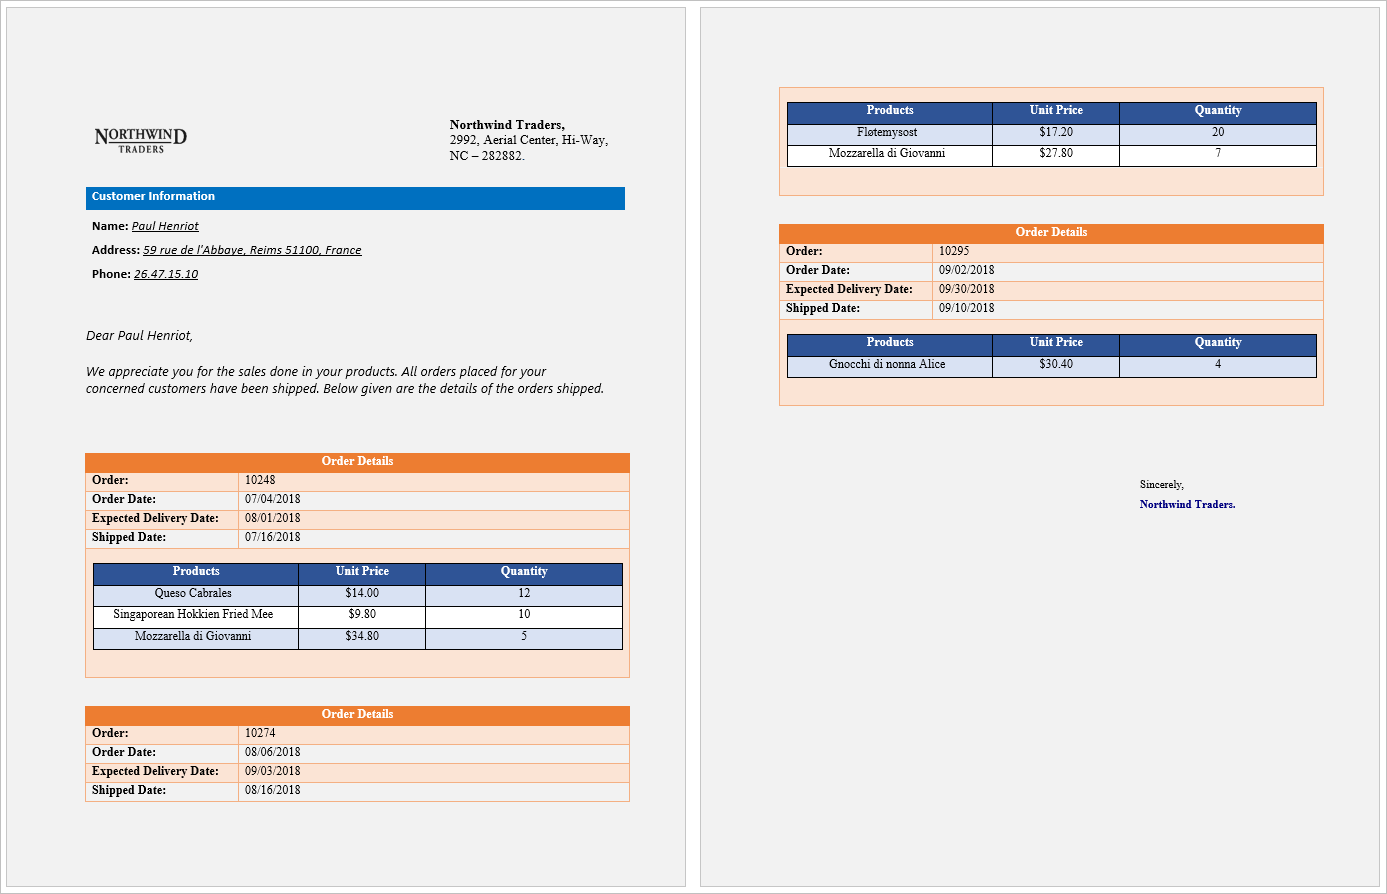 NORTHWIND
TRADERS
Northwind Traders,
2992, Aerial Center, Hi-Way,
NC – 282882.
Customer Information
Name: Paul Henriot
Address: 59 rue de l'Abbaye, Reims 51100, France
Phone: 26.47.15.10
Dear Paul Henriot,
We appreciate you for the sales done in your products. All orders placed for your
concerned customers have been shipped. Below given are the details of the orders shipped.
Order Details
Order: 10248
Order Date: 07/04/2018
Expected Delivery Date: 08/01/2018
Shipped Date: 07/16/2018
Products Unit Price Quantity
Queso Cabrales $14.00 12
Singaporean Hokkien Fried Mee $9.80 10
Mozzarella di Giovanni $34.80 5
Order Details
Order: 10274
Order Date: 08/06/2018
Expected Delivery Date: 09/03/2018
Shipped Date: 08/16/2018
Products Unit Price Quantity
Fløtemysost $17.20 20
Mozzarella di Giovanni $27.80 7
Order Details
Order: 10295
Order Date: 09/02/2018
Expected Delivery Date: 09/30/2018
Shipped Date: 09/10/2018
Products Unit Price Quantity
Gnocchi di nonna Alice $30.40 4
Sincerely,
Northwind Traders.